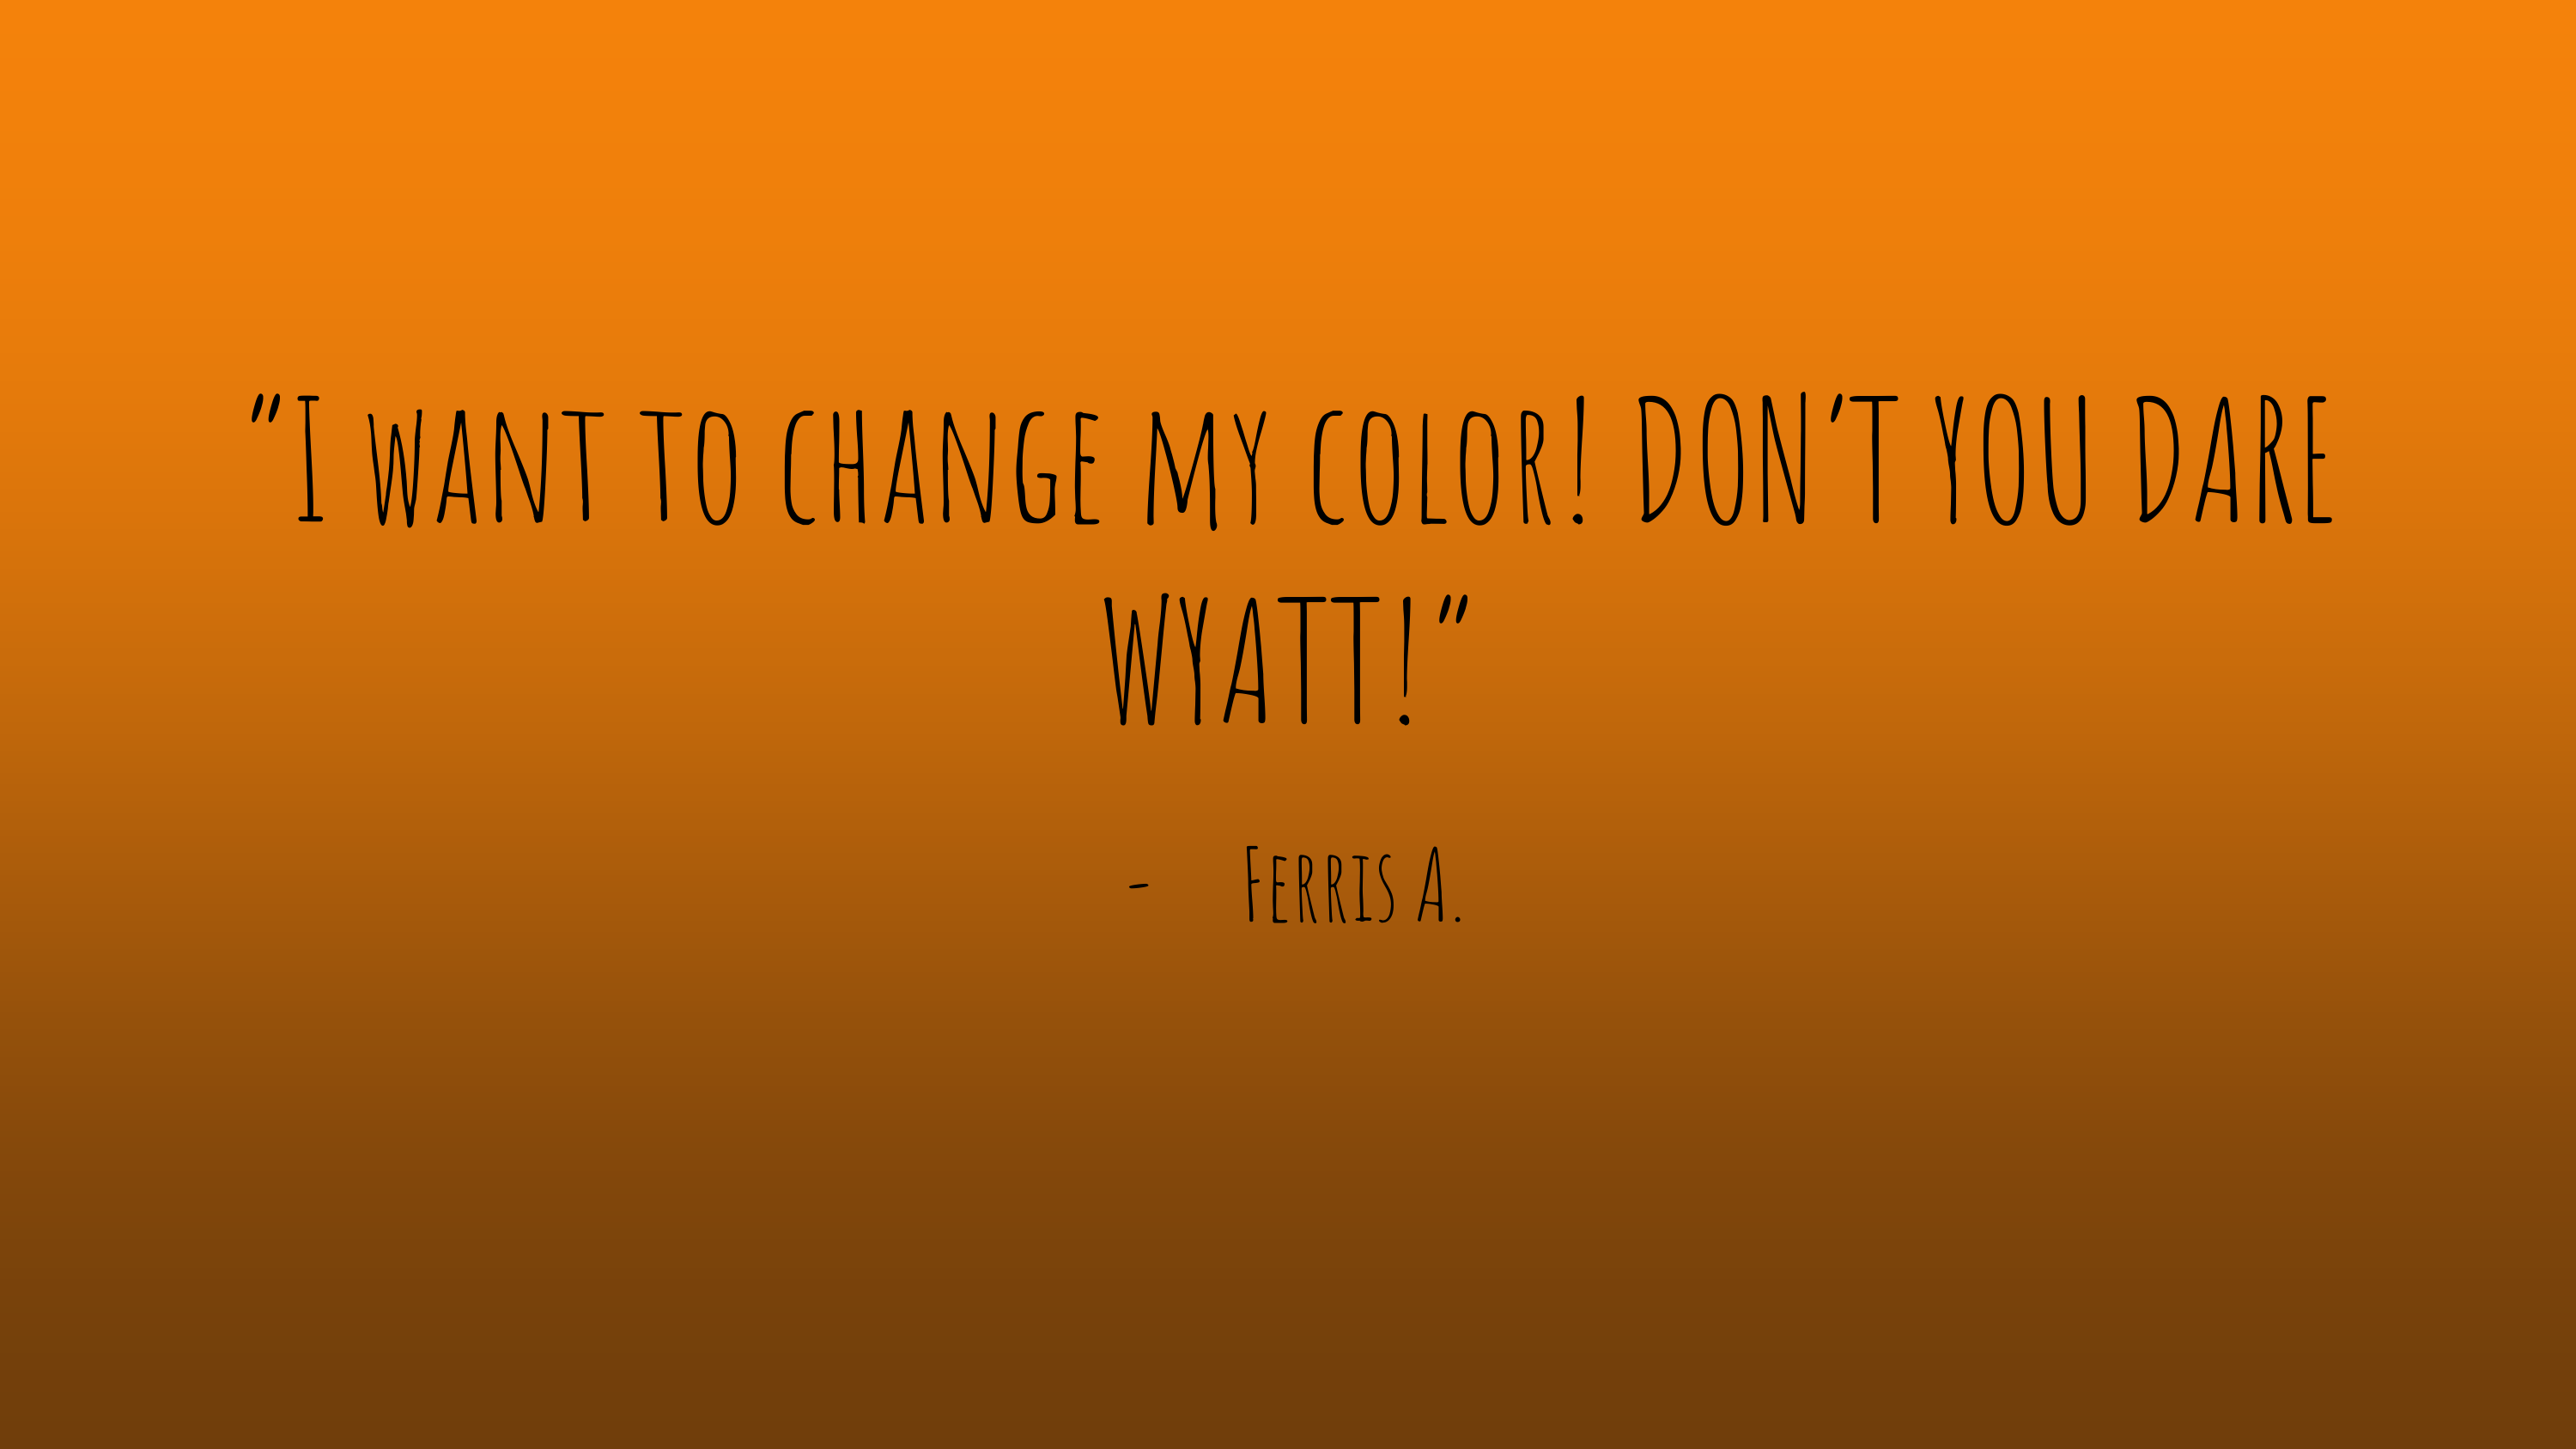 ”I want to change my color! DON’T YOU DARE
WYATT!”
- Ferris A.